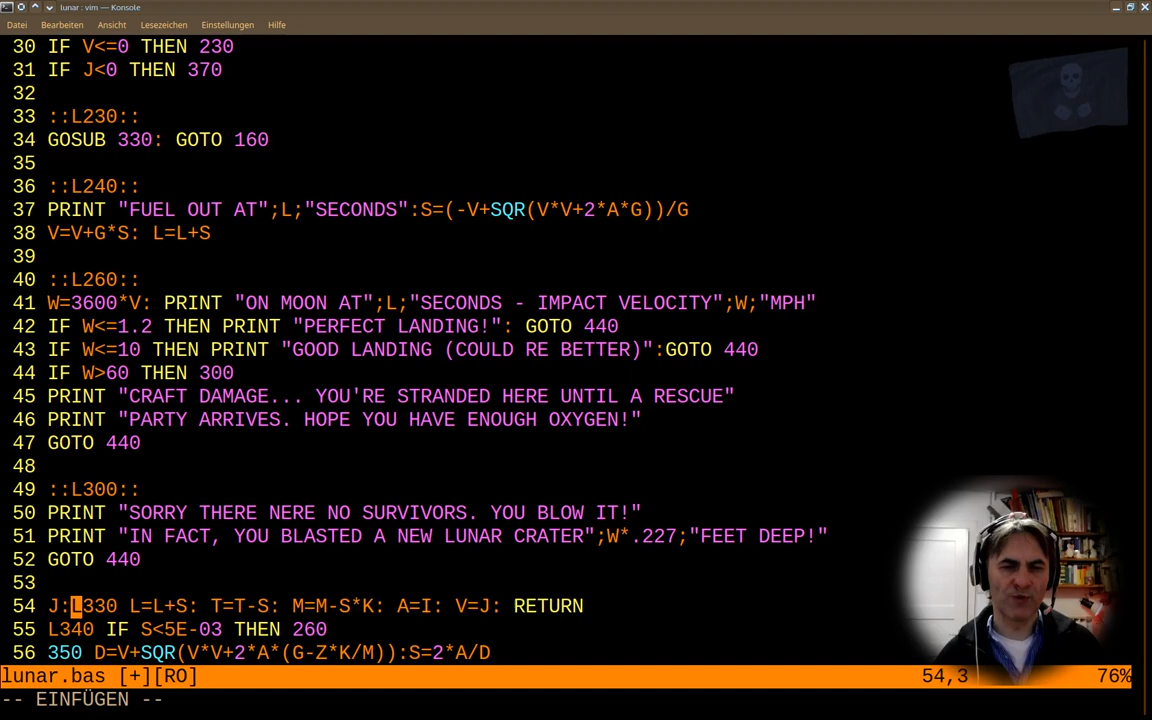 lunar : vim — Konsole
Datei Bearbeiten Ansicht Lesezeichen Einstellungen Hilfe
30 IF V<=0 THEN 230
31 IF J<0 THEN 370
32
33 ::L230::
34 GOSUB 330: GOTO 160
35
36 ::L240::
37 PRINT "FUEL OUT AT";L;"SECONDS":S=(-V+SQR(V*V+2*A*G))/G
38 V=V+G*S: L=L+S
39
40 ::L260::
41 W=3600*V: PRINT "ON MOON AT";L;"SECONDS - IMPACT VELOCITY";W;"MPH"
42 IF W<=1.2 THEN PRINT "PERFECT LANDING!": GOTO 440
43 IF W<=10 THEN PRINT "GOOD LANDING (COULD RE BETTER)":GOTO 440
44 IF W>60 THEN 300
45 PRINT "CRAFT DAMAGE... YOU'RE STRANDED HERE UNTIL A RESCUE"
46 PRINT "PARTY ARRIVES. HOPE YOU HAVE ENOUGH OXYGEN!"
47 GOTO 440
48
49 ::L300::
50 PRINT "SORRY THERE NERE NO SURVIVORS. YOU BLOW IT!"
51 PRINT "IN FACT, YOU BLASTED A NEW LUNAR CRATER";W*.227;"FEET DEEP!"
52 GOTO 440
53
54 J:L330 L=L+S: T=T-S: M=M-S*K: A=I: V=J: RETURN
55 L340 IF S<5E-03 THEN 260
56 350 D=V+SQR(V*V+2*A*(G-Z*K/M)):S=2*A/D
lunar.bas [+][RO] 54,3 76%
-- EINFÜGEN --